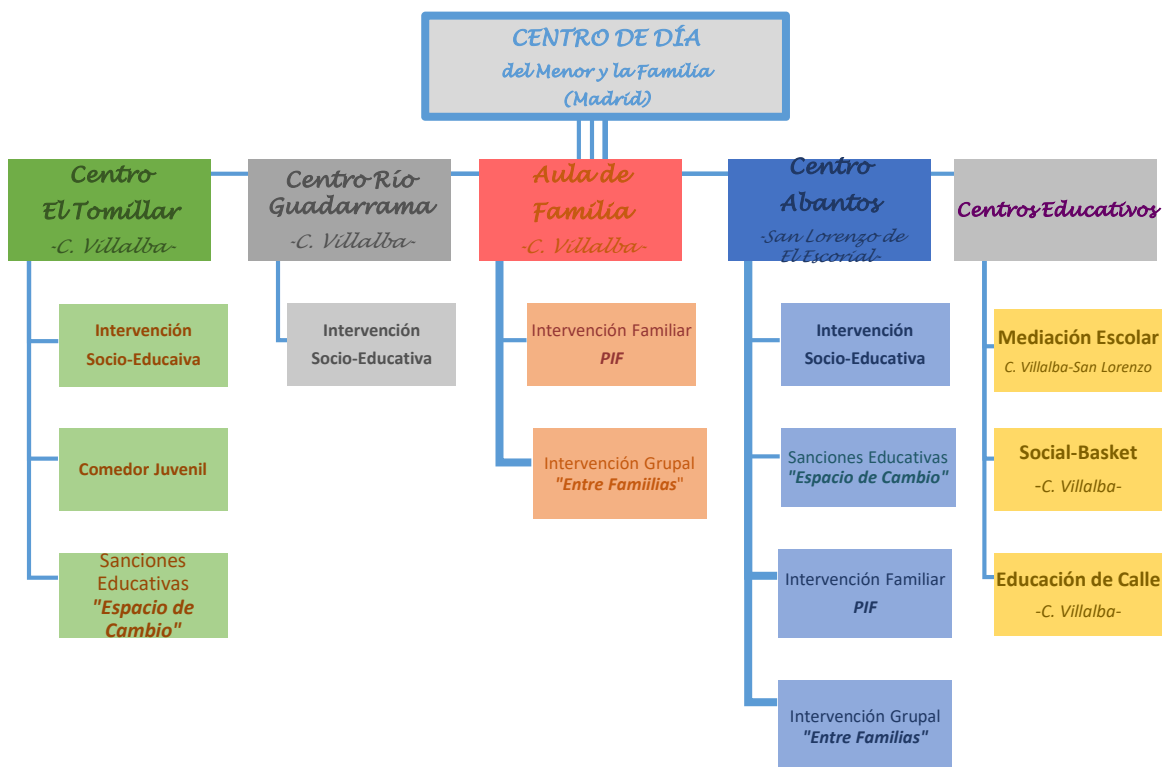 CENTRO DE DÍA
del Menor y la Familia
(Madrid)
Centro
El Tomillar
-C. Villalba-
Centro Río
Guadarrama
-C. Villalba-
Aula de
Familia
-C. Villalba-
Centro
Abantos
-San Lorenzo de
El Escorial-
Centros Educativos
Intervención
Socio-Educaiva
Comedor Juvenil
Sanciones
Educativas
"Espacio de
Cambio"
Intervención
Socio-Educativa
Intervención Familiar
PIF
Intervención Grupal
"Entre Famiilias"
Intervención
Socio-Educativa
Sanciones Educativas
"Espacio de Cambio"
Intervención Familiar
PIF
Intervención Grupal
"Entre Familias"
Mediación Escolar
C. Villalba-San Lorenzo
Social-Basket
-C. Villalba-
Educación de Calle
-C. Villalba-